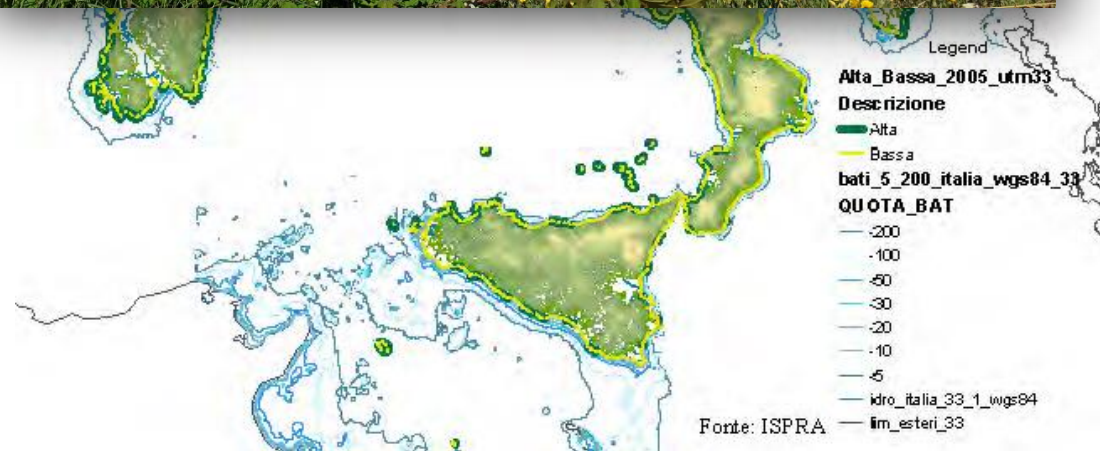 Legend
Alta_Bassa_2005_utm33
Descrizione
Alta
Bassa
bati_5_200_italia_wgs84_33
QUOTA_BAT
-200
-100
-50
-30
-20
-10
-5
idro_italia_33_1_wgs84
lim_esteri_33
Fonte: ISPRA